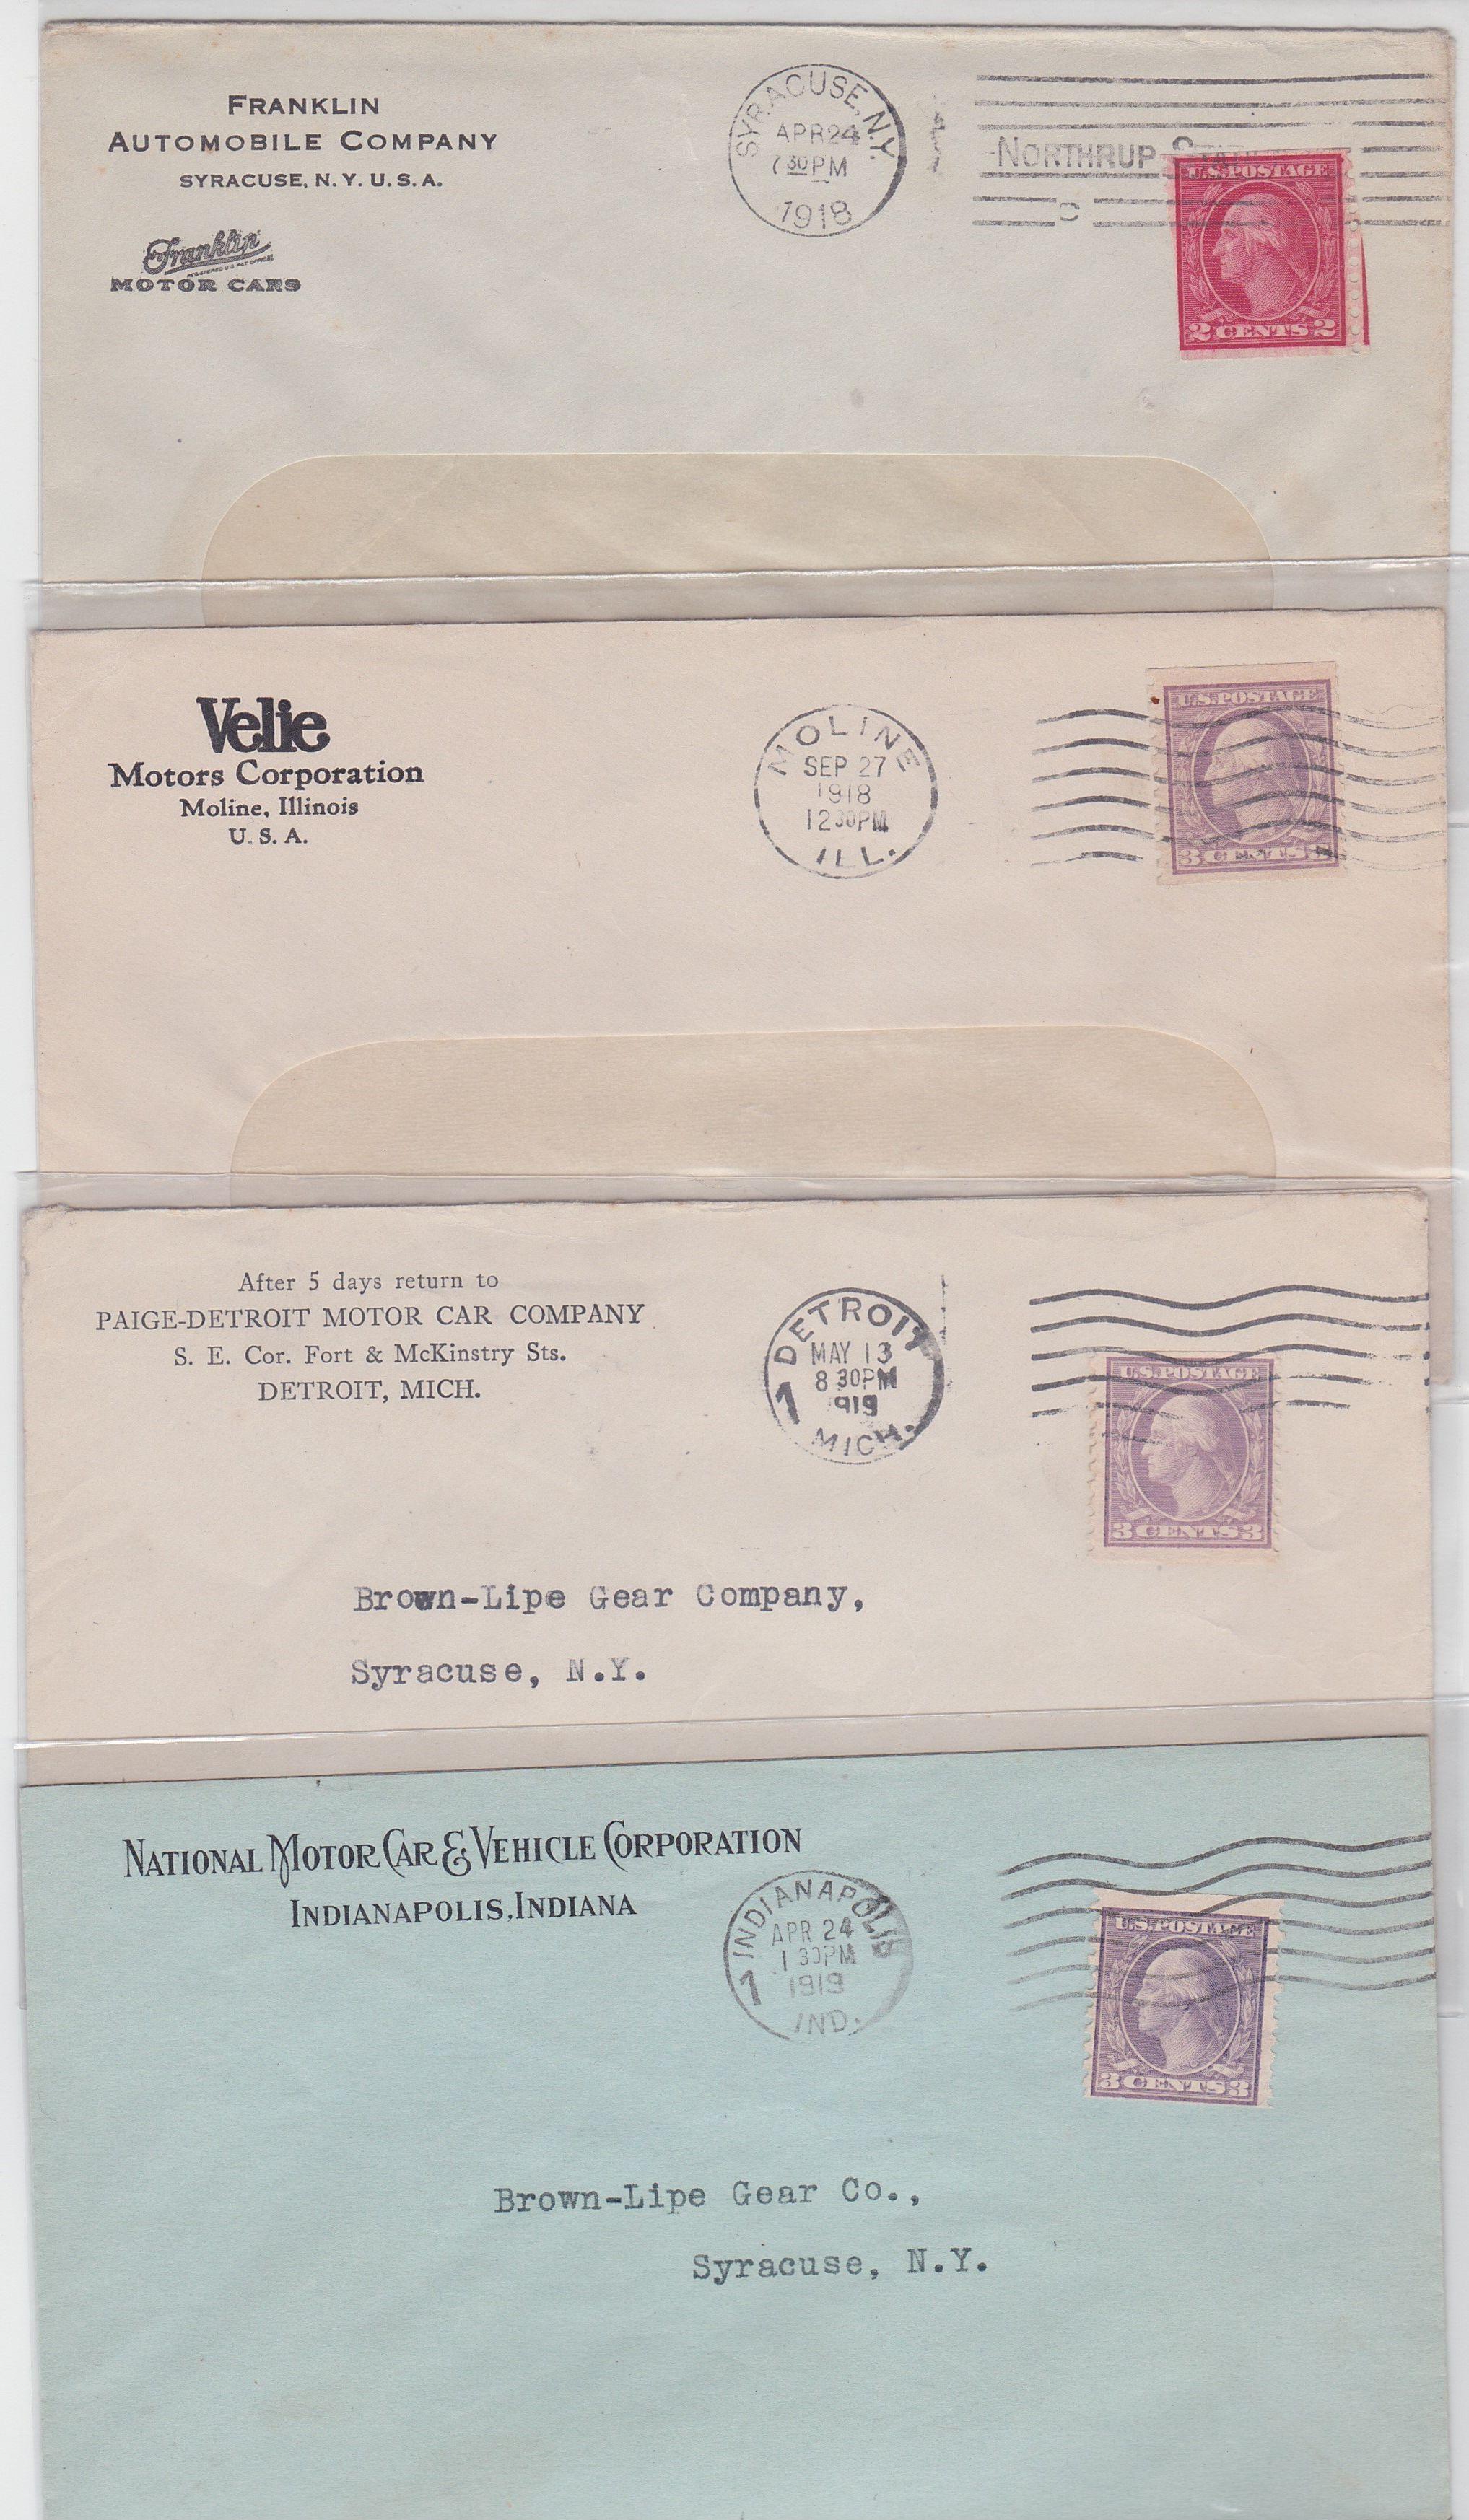 FRANKLIN
AUTOMOBILE COMPANY
SYRACUSE, N.Y. U.S.A.
Franklin
REGISTERED U.S. PAT. OFFICE
MOTOR CARS
SYRACUSE, N.Y.
APR 24
7 30 PM
1918
NORTHRUP
C
U.S. POSTAGE
2 CENTS 2
Velie
Motors Corporation
Moline, Illinois
U. S. A.
MOLINE
SEP 27
1918
12 30 PM
ILL.
U.S. POSTAGE
3 CENTS 3
After 5 days return to
PAIGE-DETROIT MOTOR CAR COMPANY
S. E. Cor. Fort & McKinstry Sts.
DETROIT, MICH.
DETROIT
MAY 13
8 30 PM
1919
1
MICH.
U.S. POSTAGE
3 CENTS 3
Brown-Lipe Gear Company,
Syracuse, N.Y.
NATIONAL MOTOR CAR & VEHICLE CORPORATION
INDIANAPOLIS, INDIANA
INDIANAPOLIS
APR 24
1 30 PM
1919
1
IND.
U.S. POSTAGE
3 CENTS 3
Brown-Lipe Gear Co.,
Syracuse, N.Y.